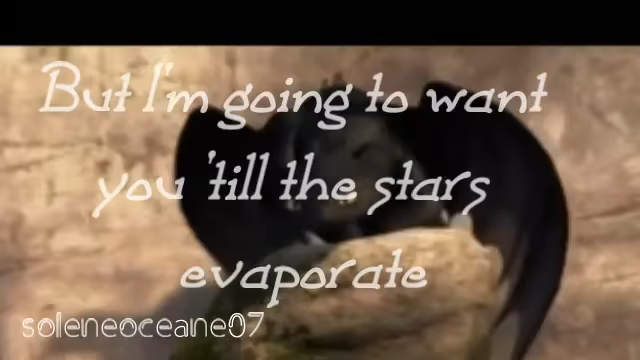 But I'm going to want
you 'till the stars
evaporate
soleneoceane07